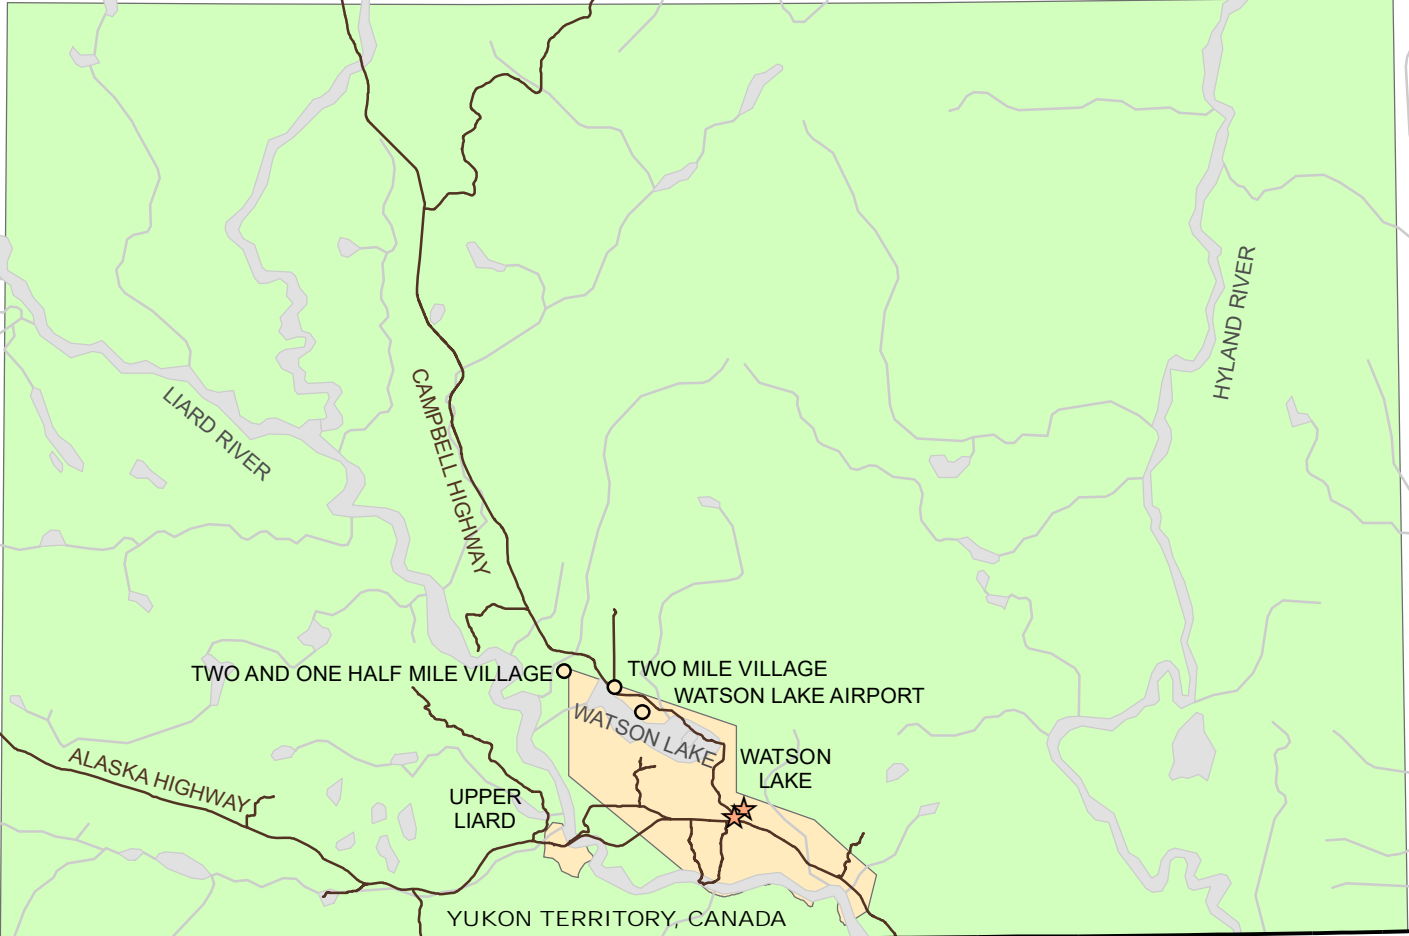 HYLAND RIVER
LIARD RIVER
CAMPBELL HIGHWAY
TWO AND ONE HALF MILE VILLAGE
TWO MILE VILLAGE
WATSON LAKE AIRPORT
WATSON LAKE
WATSON
LAKE
ALASKA HIGHWAY
UPPER
LIARD
YUKON TERRITORY, CANADA